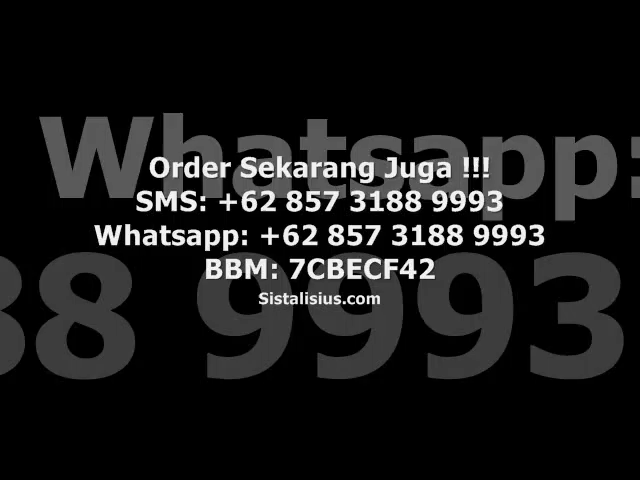 Whatsapp:
Order Sekarang Juga !!!
SMS: +62 857 3188 9993
Whatsapp: +62 857 3188 9993
BBM: 7CBECF42
Sistalisius.com
88 9993